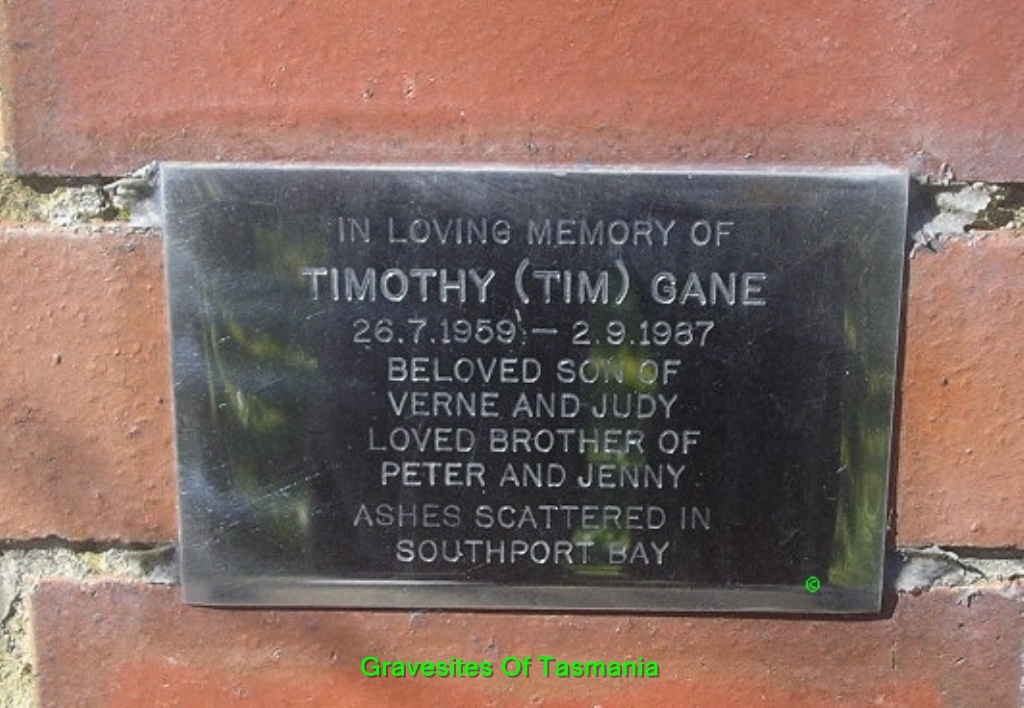 IN LOVING MEMORY OF
TIMOTHY (TIM) GANE
26.7.1959 — 2.9.1987
BELOVED SON OF
VERNE AND JUDY
LOVED BROTHER OF
PETER AND JENNY
ASHES SCATTERED IN
SOUTHPORT BAY
©
Gravesites Of Tasmania